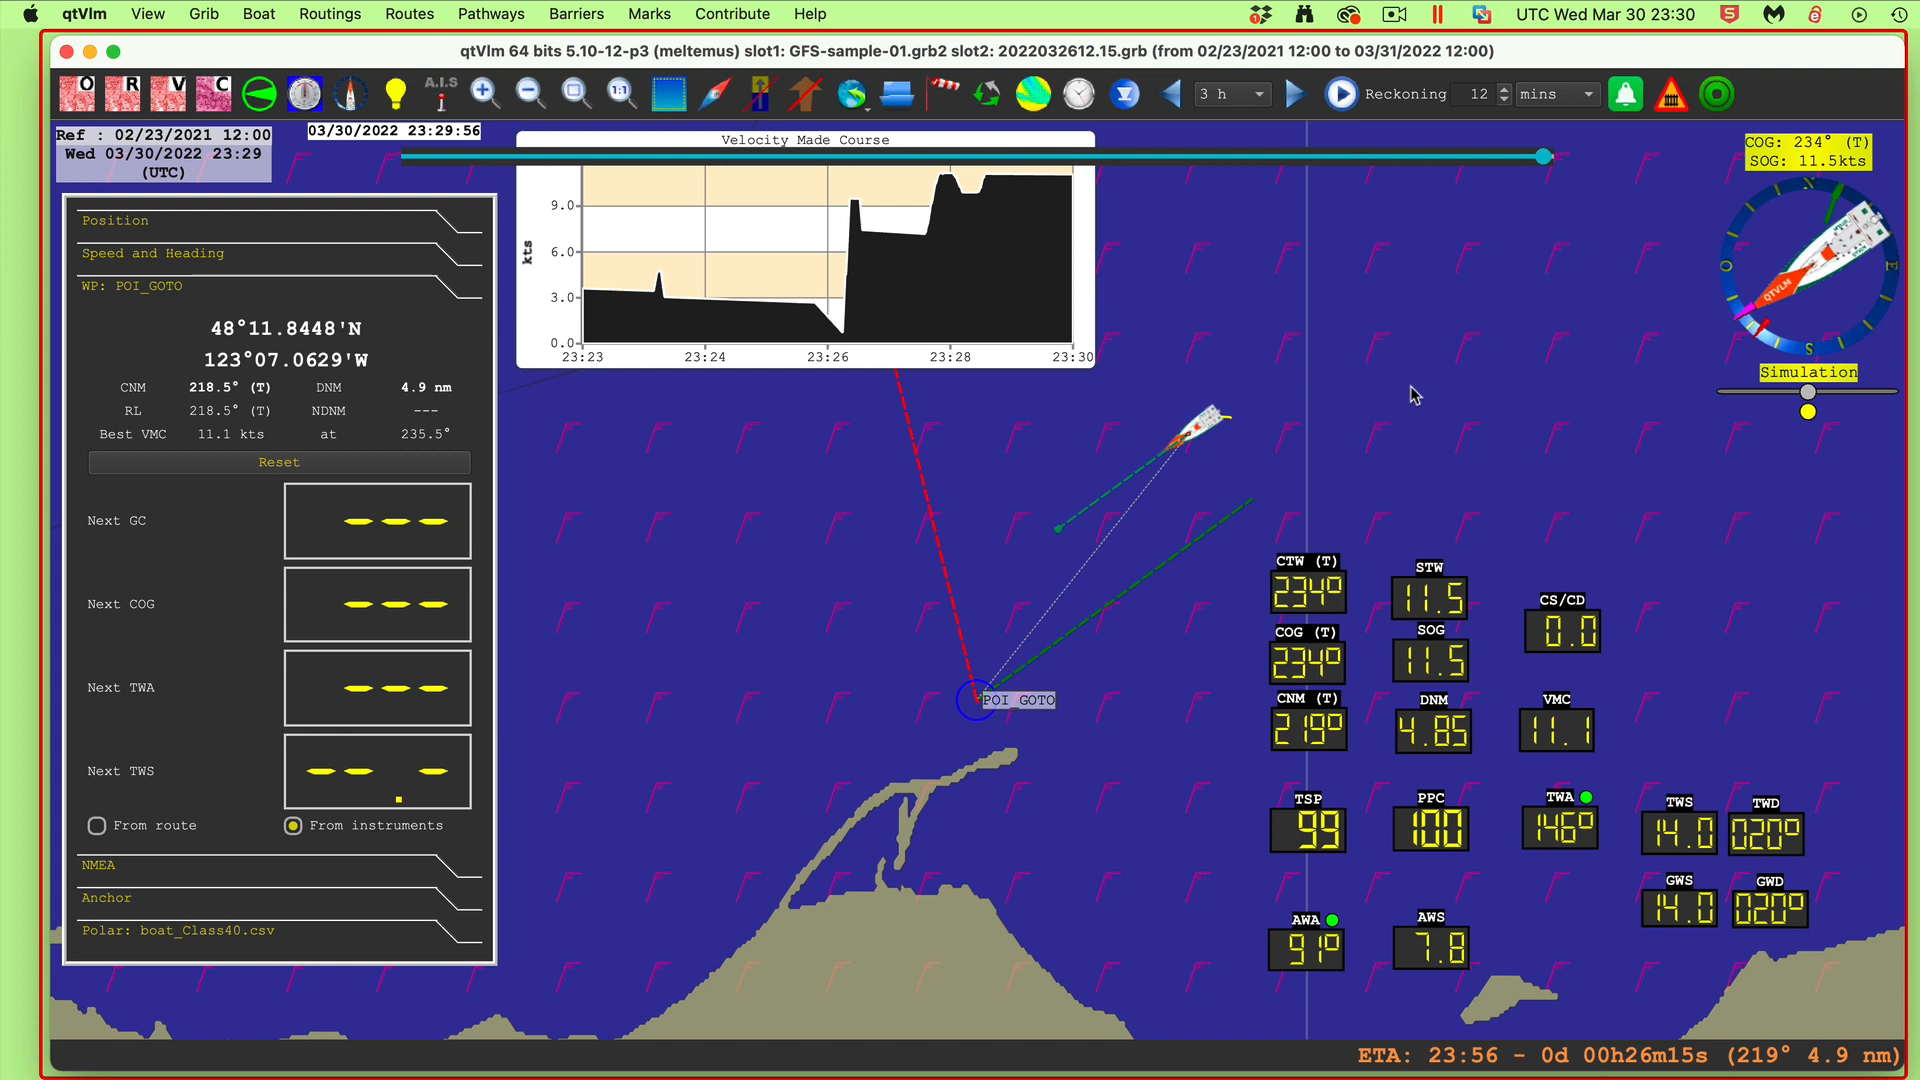 qtVlm View Grib Boat Routings Routes Pathways Barriers Marks Contribute Help UTC Wed Mar 30 23:30
qtVlm 64 bits 5.10-12-p3 (meltemus) slot1: GFS-sample-01.grb2 slot2: 2022032612.15.grb (from 02/23/2021 12:00 to 03/31/2022 12:00)
O R V C A.I.S 1:1 3 h Reckoning 12 mins
Ref : 02/23/2021 12:00
Wed 03/30/2022 23:29
(UTC)
03/30/2022 23:29:56
Velocity Made Course
kts
9.0
6.0
3.0
0.0
23:23 23:24 23:26 23:28 23:30
COG: 234° (T)
SOG: 11.5kts
N
E
S
O
QTVLM
Simulation
Position
Speed and Heading
WP: POI_GOTO
48°11.8448'N
123°07.0629'W
CNM 218.5° (T) DNM 4.9 nm
RL 218.5° (T) NDNM ---
Best VMC 11.1 kts at 235.5°
Reset
Next GC ---
Next COG ---
Next TWA ---
Next TWS --.-
From route From instruments
NMEA
Anchor
Polar: boat_Class40.csv
POI_GOTO
CTW (T) STW
234° 11.5
CS/CD
0.0
COG (T) SOG
234° 11.5
CNM (T) DNM VMC
219° 4.85 11.1
TSP PPC TWA TWS TWD
99 100 146° 14.0 020°
GWS GWD
14.0 020°
AWA AWS
91° 7.8
ETA: 23:56 - 0d 00h26m15s (219° 4.9 nm)